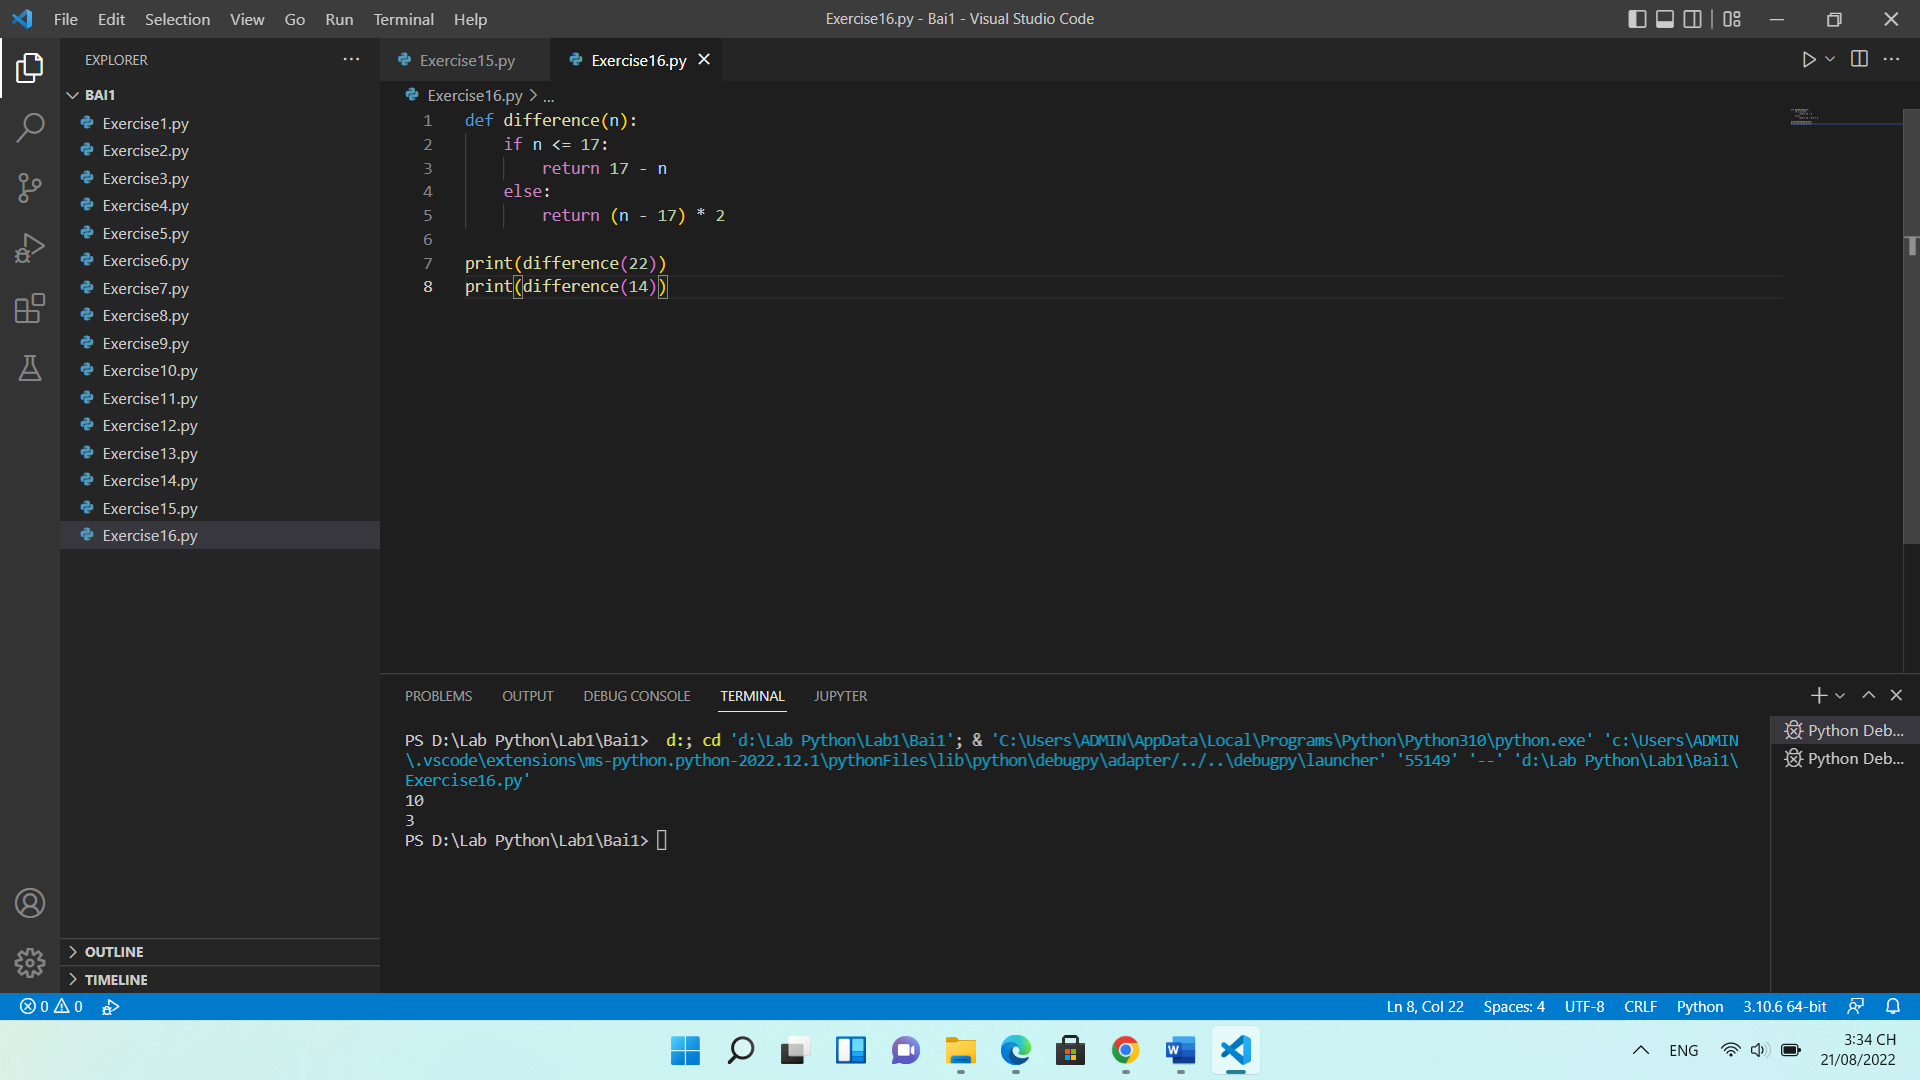 File Edit Selection View Go Run Terminal Help
Exercise16.py - Bai1 - Visual Studio Code
EXPLORER
BAI1
Exercise1.py
Exercise2.py
Exercise3.py
Exercise4.py
Exercise5.py
Exercise6.py
Exercise7.py
Exercise8.py
Exercise9.py
Exercise10.py
Exercise11.py
Exercise12.py
Exercise13.py
Exercise14.py
Exercise15.py
Exercise16.py
OUTLINE
TIMELINE
Exercise15.py Exercise16.py
Exercise16.py > ...
1 def difference(n):
2     if n <= 17:
3         return 17 - n
4     else:
5         return (n - 17) * 2
6
7 print(difference(22))
8 print(difference(14))
PROBLEMS OUTPUT DEBUG CONSOLE TERMINAL JUPYTER
PS D:\Lab Python\Lab1\Bai1>  d:; cd 'd:\Lab Python\Lab1\Bai1'; & 'C:\Users\ADMIN\AppData\Local\Programs\Python\Python310\python.exe' 'c:\Users\ADMIN
\.vscode\extensions\ms-python.python-2022.12.1\pythonFiles\lib\python\debugpy\adapter/../..\debugpy\launcher' '55149' '--' 'd:\Lab Python\Lab1\Bai1\
Exercise16.py'
10
3
PS D:\Lab Python\Lab1\Bai1>
Python Deb...
Python Deb...
0 0
Ln 8, Col 22 Spaces: 4 UTF-8 CRLF Python 3.10.6 64-bit
ENG
3:34 CH
21/08/2022